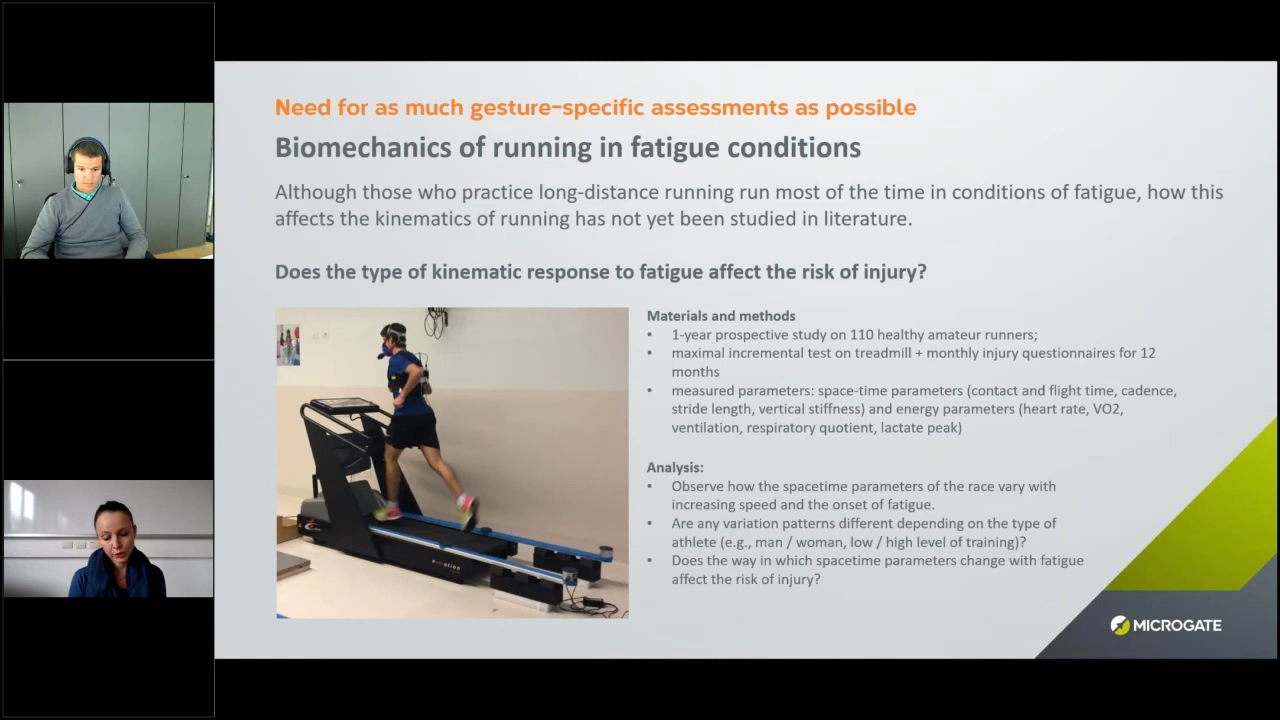 Need for as much gesture-specific assessments as possible
Biomechanics of running in fatigue conditions
Although those who practice long-distance running run most of the time in conditions of fatigue, how this
affects the kinematics of running has not yet been studied in literature.
Does the type of kinematic response to fatigue affect the risk of injury?
Materials and methods
• 1-year prospective study on 110 healthy amateur runners;
• maximal incremental test on treadmill + monthly injury questionnaires for 12
months
• measured parameters: space-time parameters (contact and flight time, cadence,
stride length, vertical stiffness) and energy parameters (heart rate, VO2,
ventilation, respiratory quotient, lactate peak)
Analysis:
• Observe how the spacetime parameters of the race vary with
increasing speed and the onset of fatigue.
• Are any variation patterns different depending on the type of
athlete (e.g., man / woman, low / high level of training)?
• Does the way in which spacetime parameters change with fatigue
affect the risk of injury?
MICROGATE